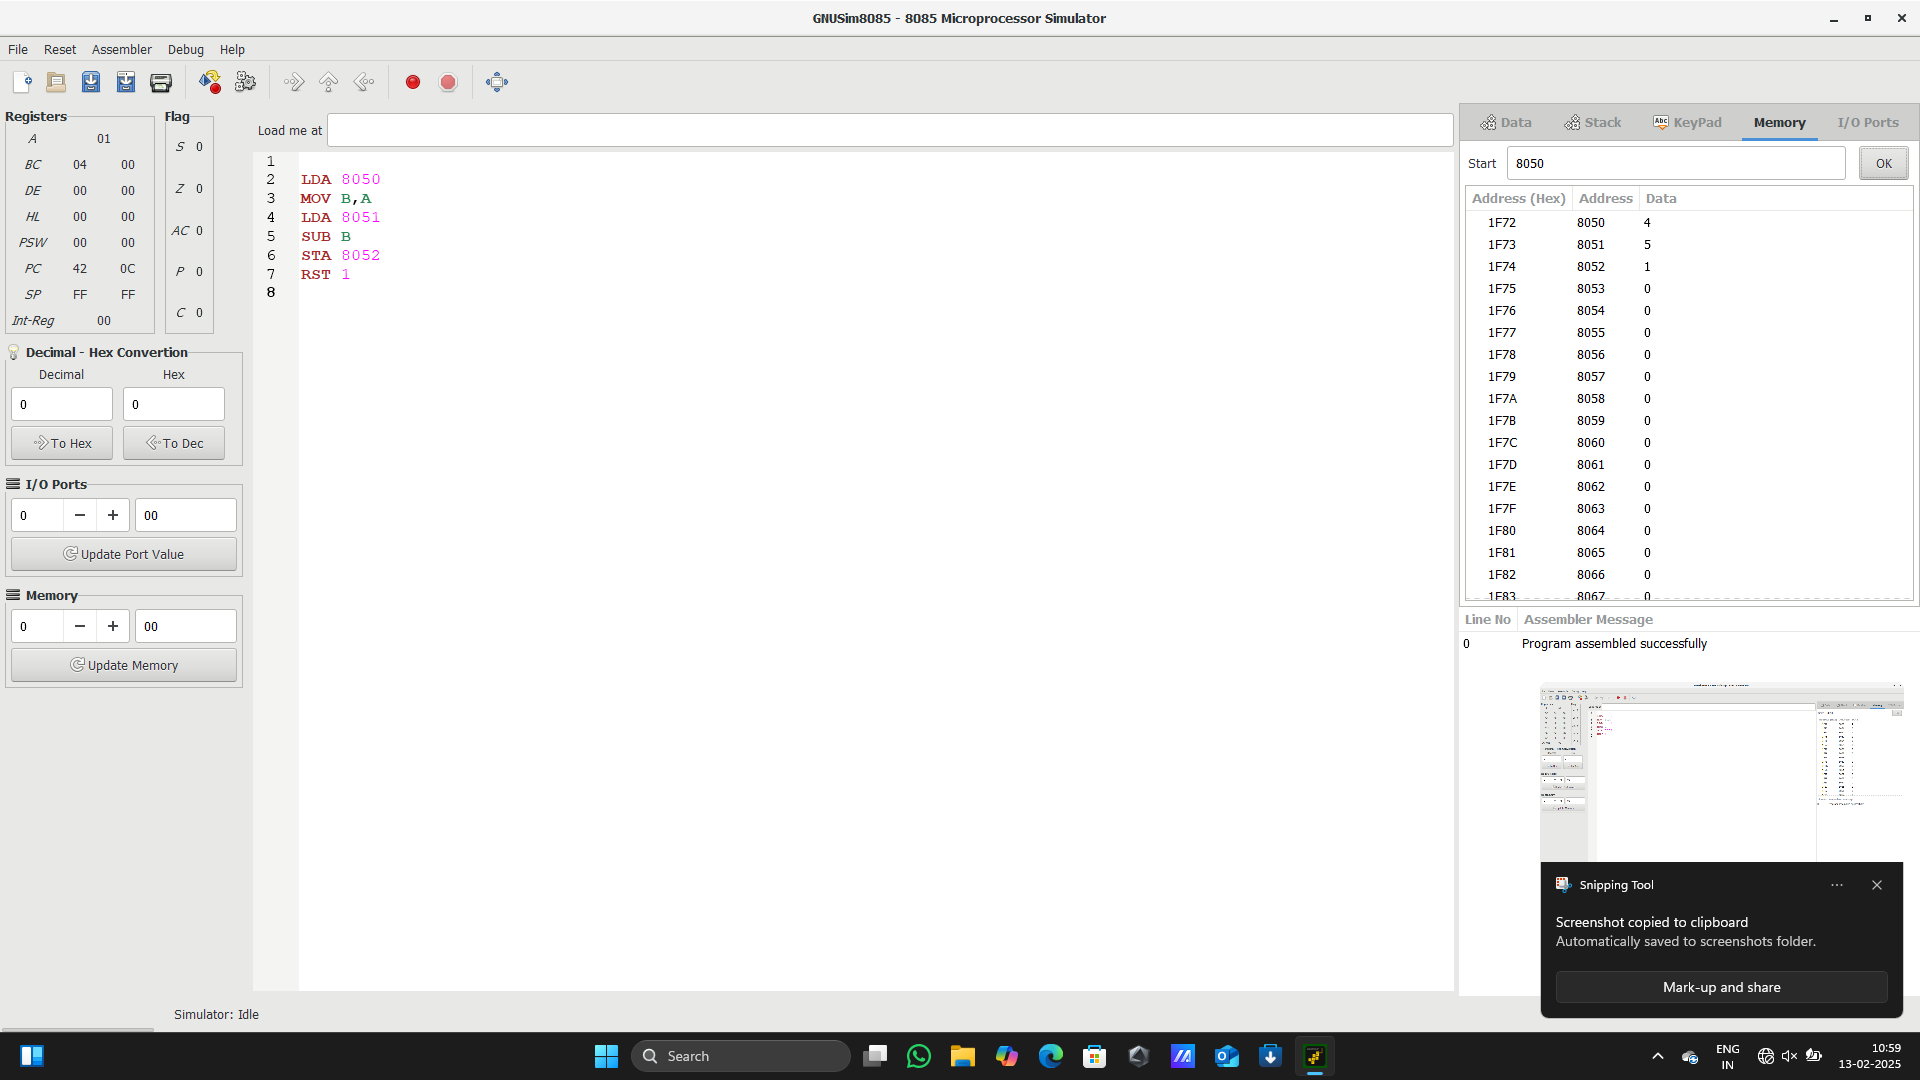 GNUSim8085 - 8085 Microprocessor Simulator
File Reset Assembler Debug Help
Registers
A 01
BC 04 00
DE 00 00
HL 00 00
PSW 00 00
PC 42 0C
SP FF FF
Int-Reg 00
Flag
S 0
Z 0
AC 0
P 0
C 0
Decimal - Hex Convertion
Decimal Hex
0 0
To Hex To Dec
I/O Ports
0 − + 00
Update Port Value
Memory
0 − + 00
Update Memory
Load me at
1
2 LDA 8050
3 MOV B,A
4 LDA 8051
5 SUB B
6 STA 8052
7 RST 1
8
Data Stack Abc KeyPad Memory I/O Ports
Start 8050 OK
Address (Hex) Address Data
1F72 8050 4
1F73 8051 5
1F74 8052 1
1F75 8053 0
1F76 8054 0
1F77 8055 0
1F78 8056 0
1F79 8057 0
1F7A 8058 0
1F7B 8059 0
1F7C 8060 0
1F7D 8061 0
1F7E 8062 0
1F7F 8063 0
1F80 8064 0
1F81 8065 0
1F82 8066 0
1F83 8067 0
Line No Assembler Message
0 Program assembled successfully
Snipping Tool
Screenshot copied to clipboard
Automatically saved to screenshots folder.
Mark-up and share
Simulator: Idle
Search
ENG
IN
10:59
13-02-2025